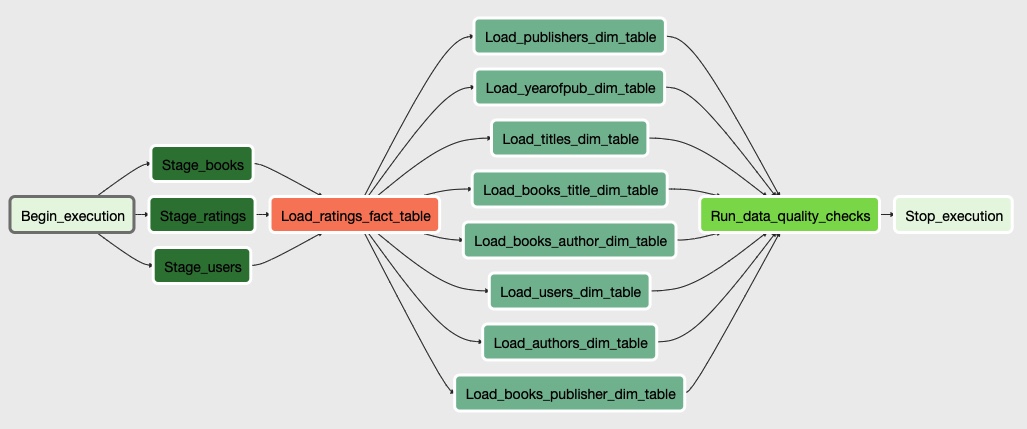 Begin_execution
Stage_books
Stage_ratings
Stage_users
Load_ratings_fact_table
Load_publishers_dim_table
Load_yearofpub_dim_table
Load_titles_dim_table
Load_books_title_dim_table
Load_books_author_dim_table
Load_users_dim_table
Load_authors_dim_table
Load_books_publisher_dim_table
Run_data_quality_checks
Stop_execution